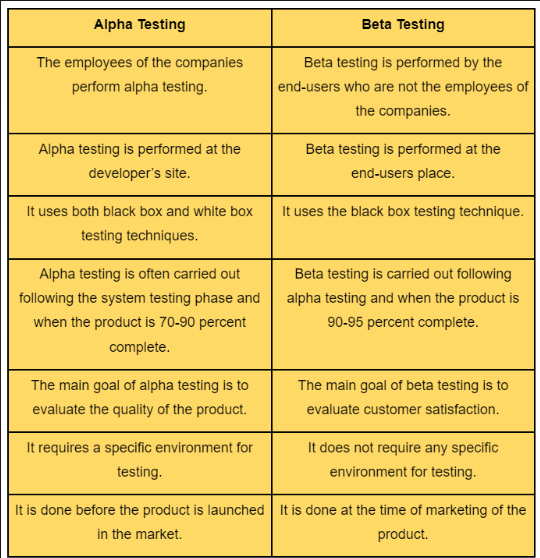 Alpha Testing
Beta Testing
The employees of the companies
perform alpha testing.
Beta testing is performed by the
end-users who are not the employees of
the companies.
Alpha testing is performed at the
developer's site.
Beta testing is performed at the
end-users place.
It uses both black box and white box
testing techniques.
It uses the black box testing technique.
Alpha testing is often carried out
following the system testing phase and
when the product is 70-90 percent
complete.
Beta testing is carried out following
alpha testing and when the product is
90-95 percent complete.
The main goal of alpha testing is to
evaluate the quality of the product.
The main goal of beta testing is to
evaluate customer satisfaction.
It requires a specific environment for
testing.
It does not require any specific
environment for testing.
It is done before the product is launched
in the market.
It is done at the time of marketing of the
product.